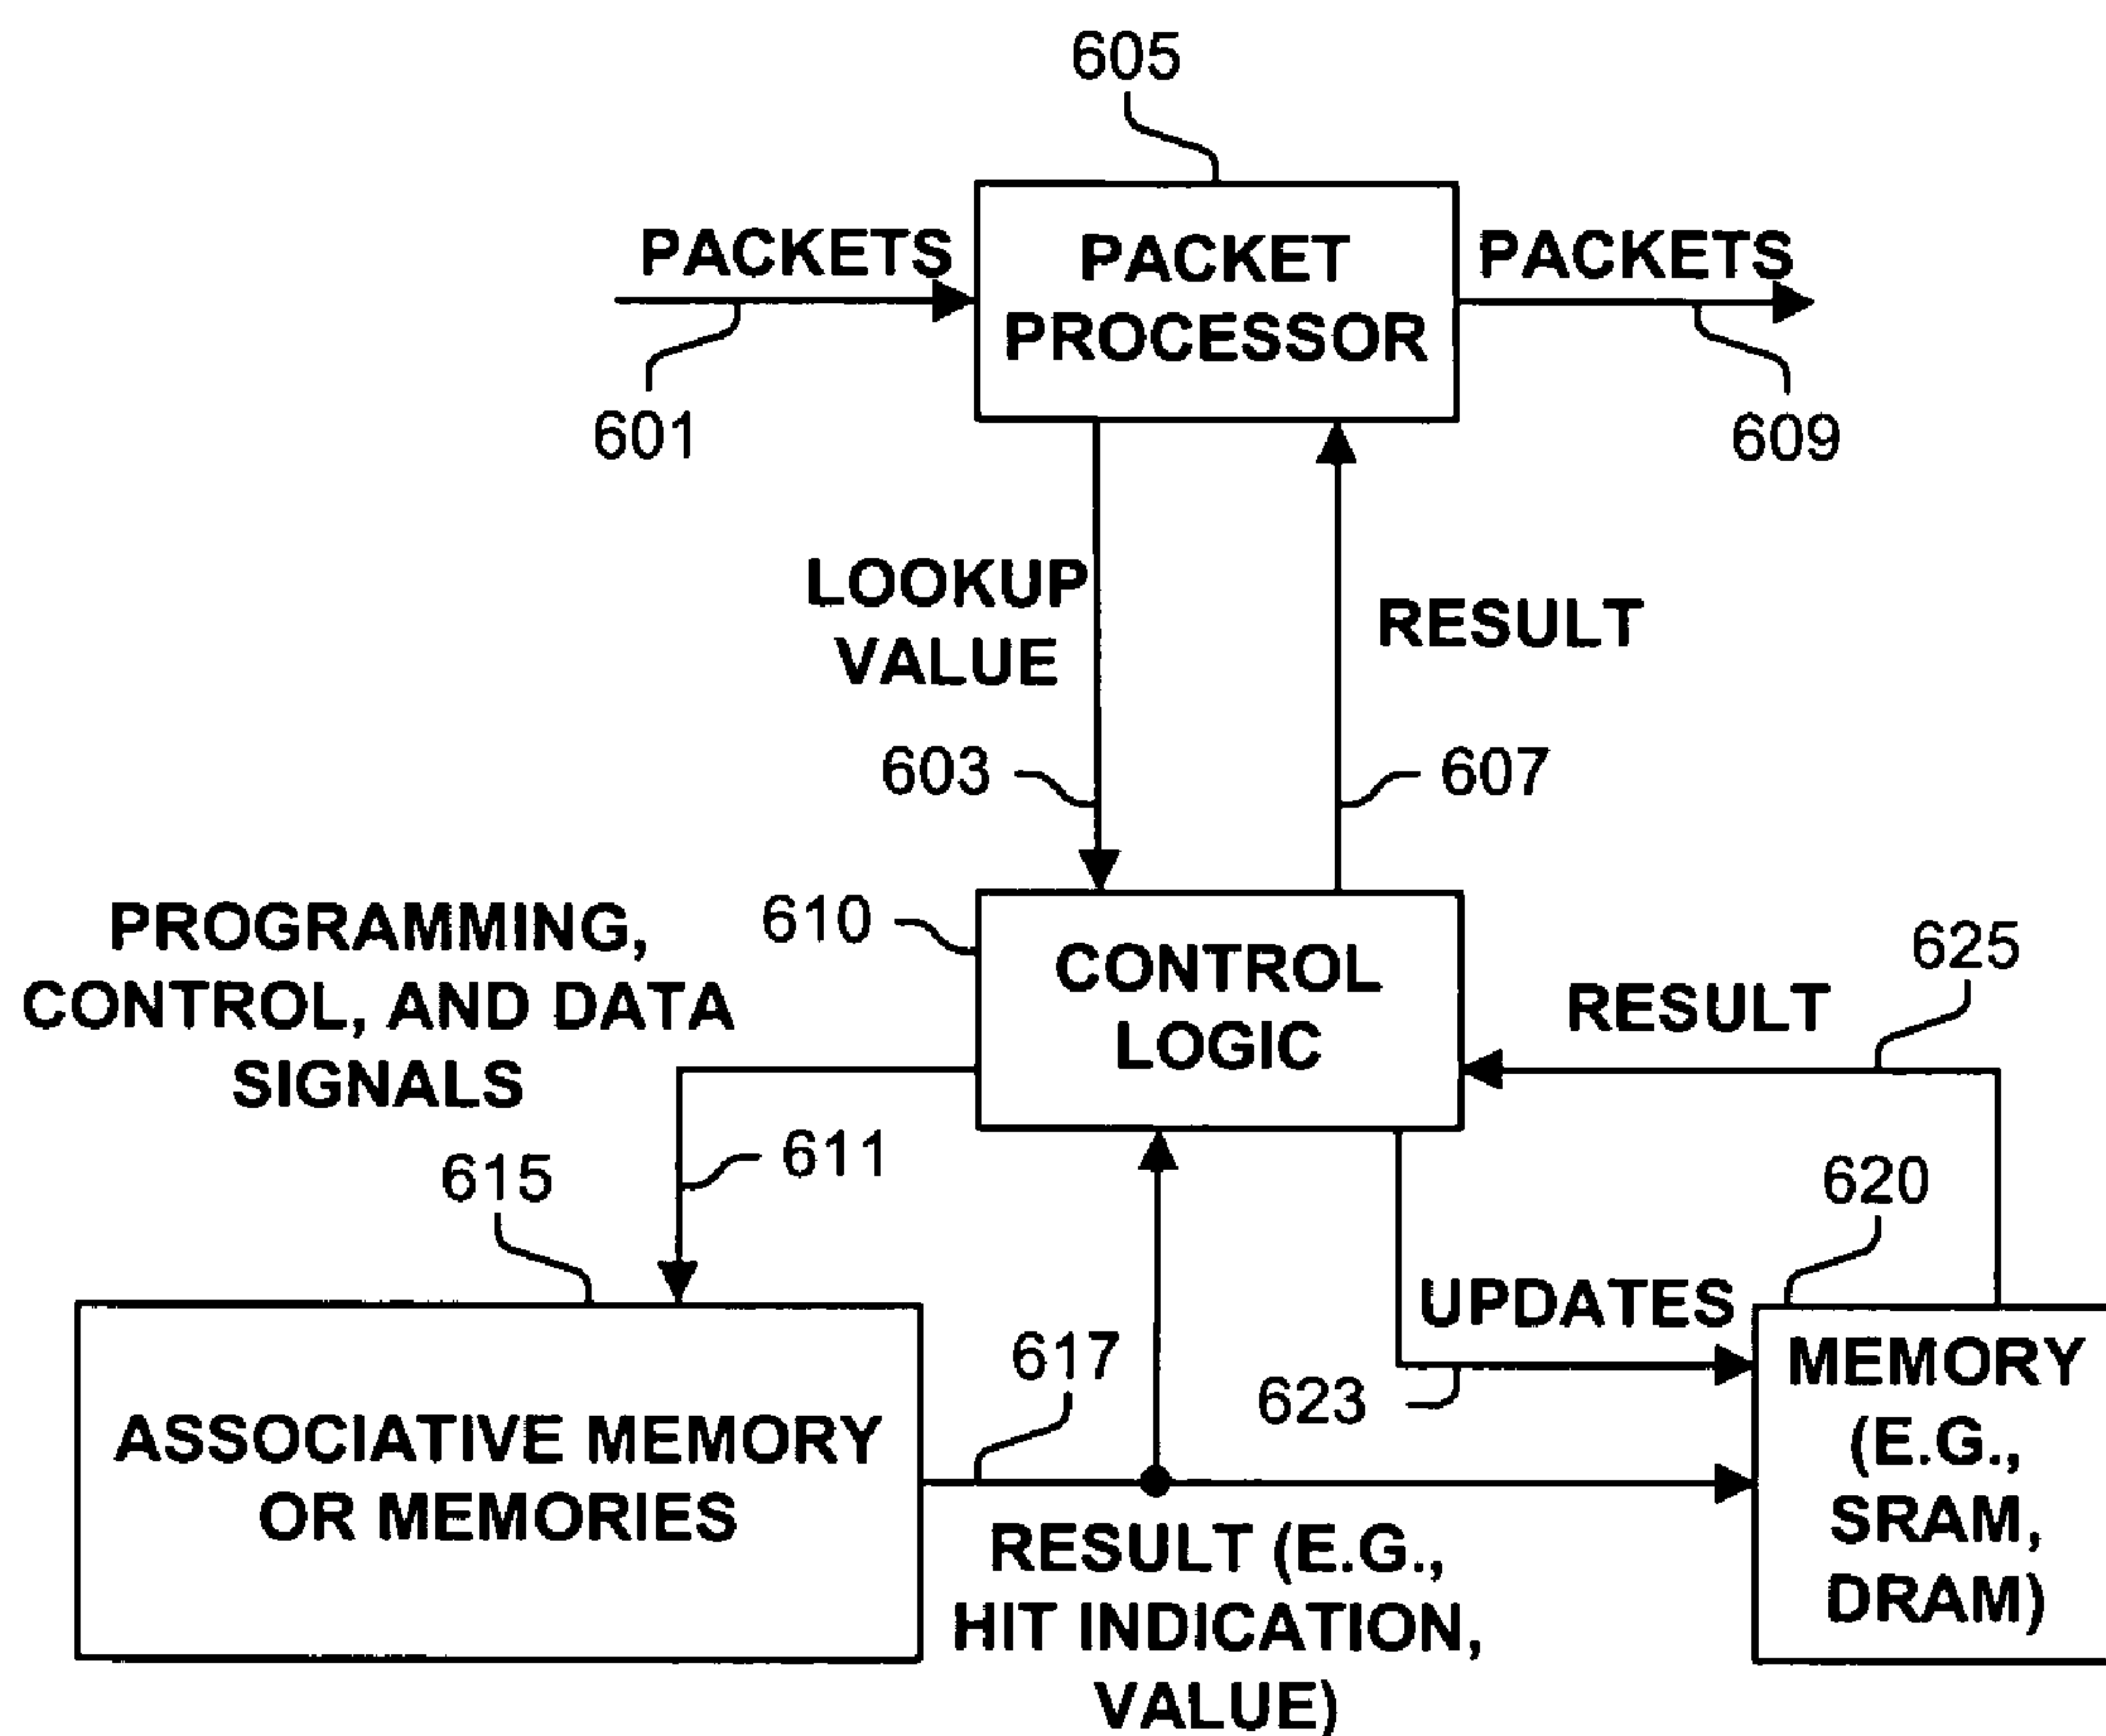 605
PACKETS
PACKET
PROCESSOR
PACKETS
601
609
LOOKUP
VALUE
RESULT
603
607
PROGRAMMING,
CONTROL, AND DATA
SIGNALS
610
CONTROL
LOGIC
625
RESULT
611
615
620
UPDATES
617
623
ASSOCIATIVE MEMORY
OR MEMORIES
MEMORY
(E.G.,
SRAM,
DRAM)
RESULT (E.G.,
HIT INDICATION,
VALUE)